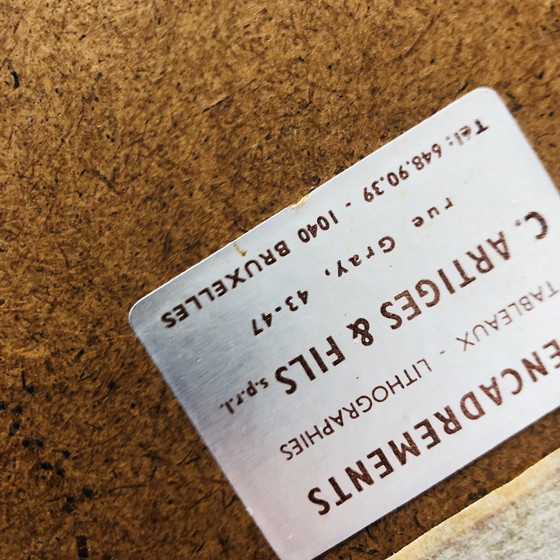 ENCADREMENTS
TABLEAUX - LITHOGRAPHIES
C. ARTIGES & FILS s.p.r.l.
rue Gray, 43-47
Tél: 648.90.39 - 1040 BRUXELLES